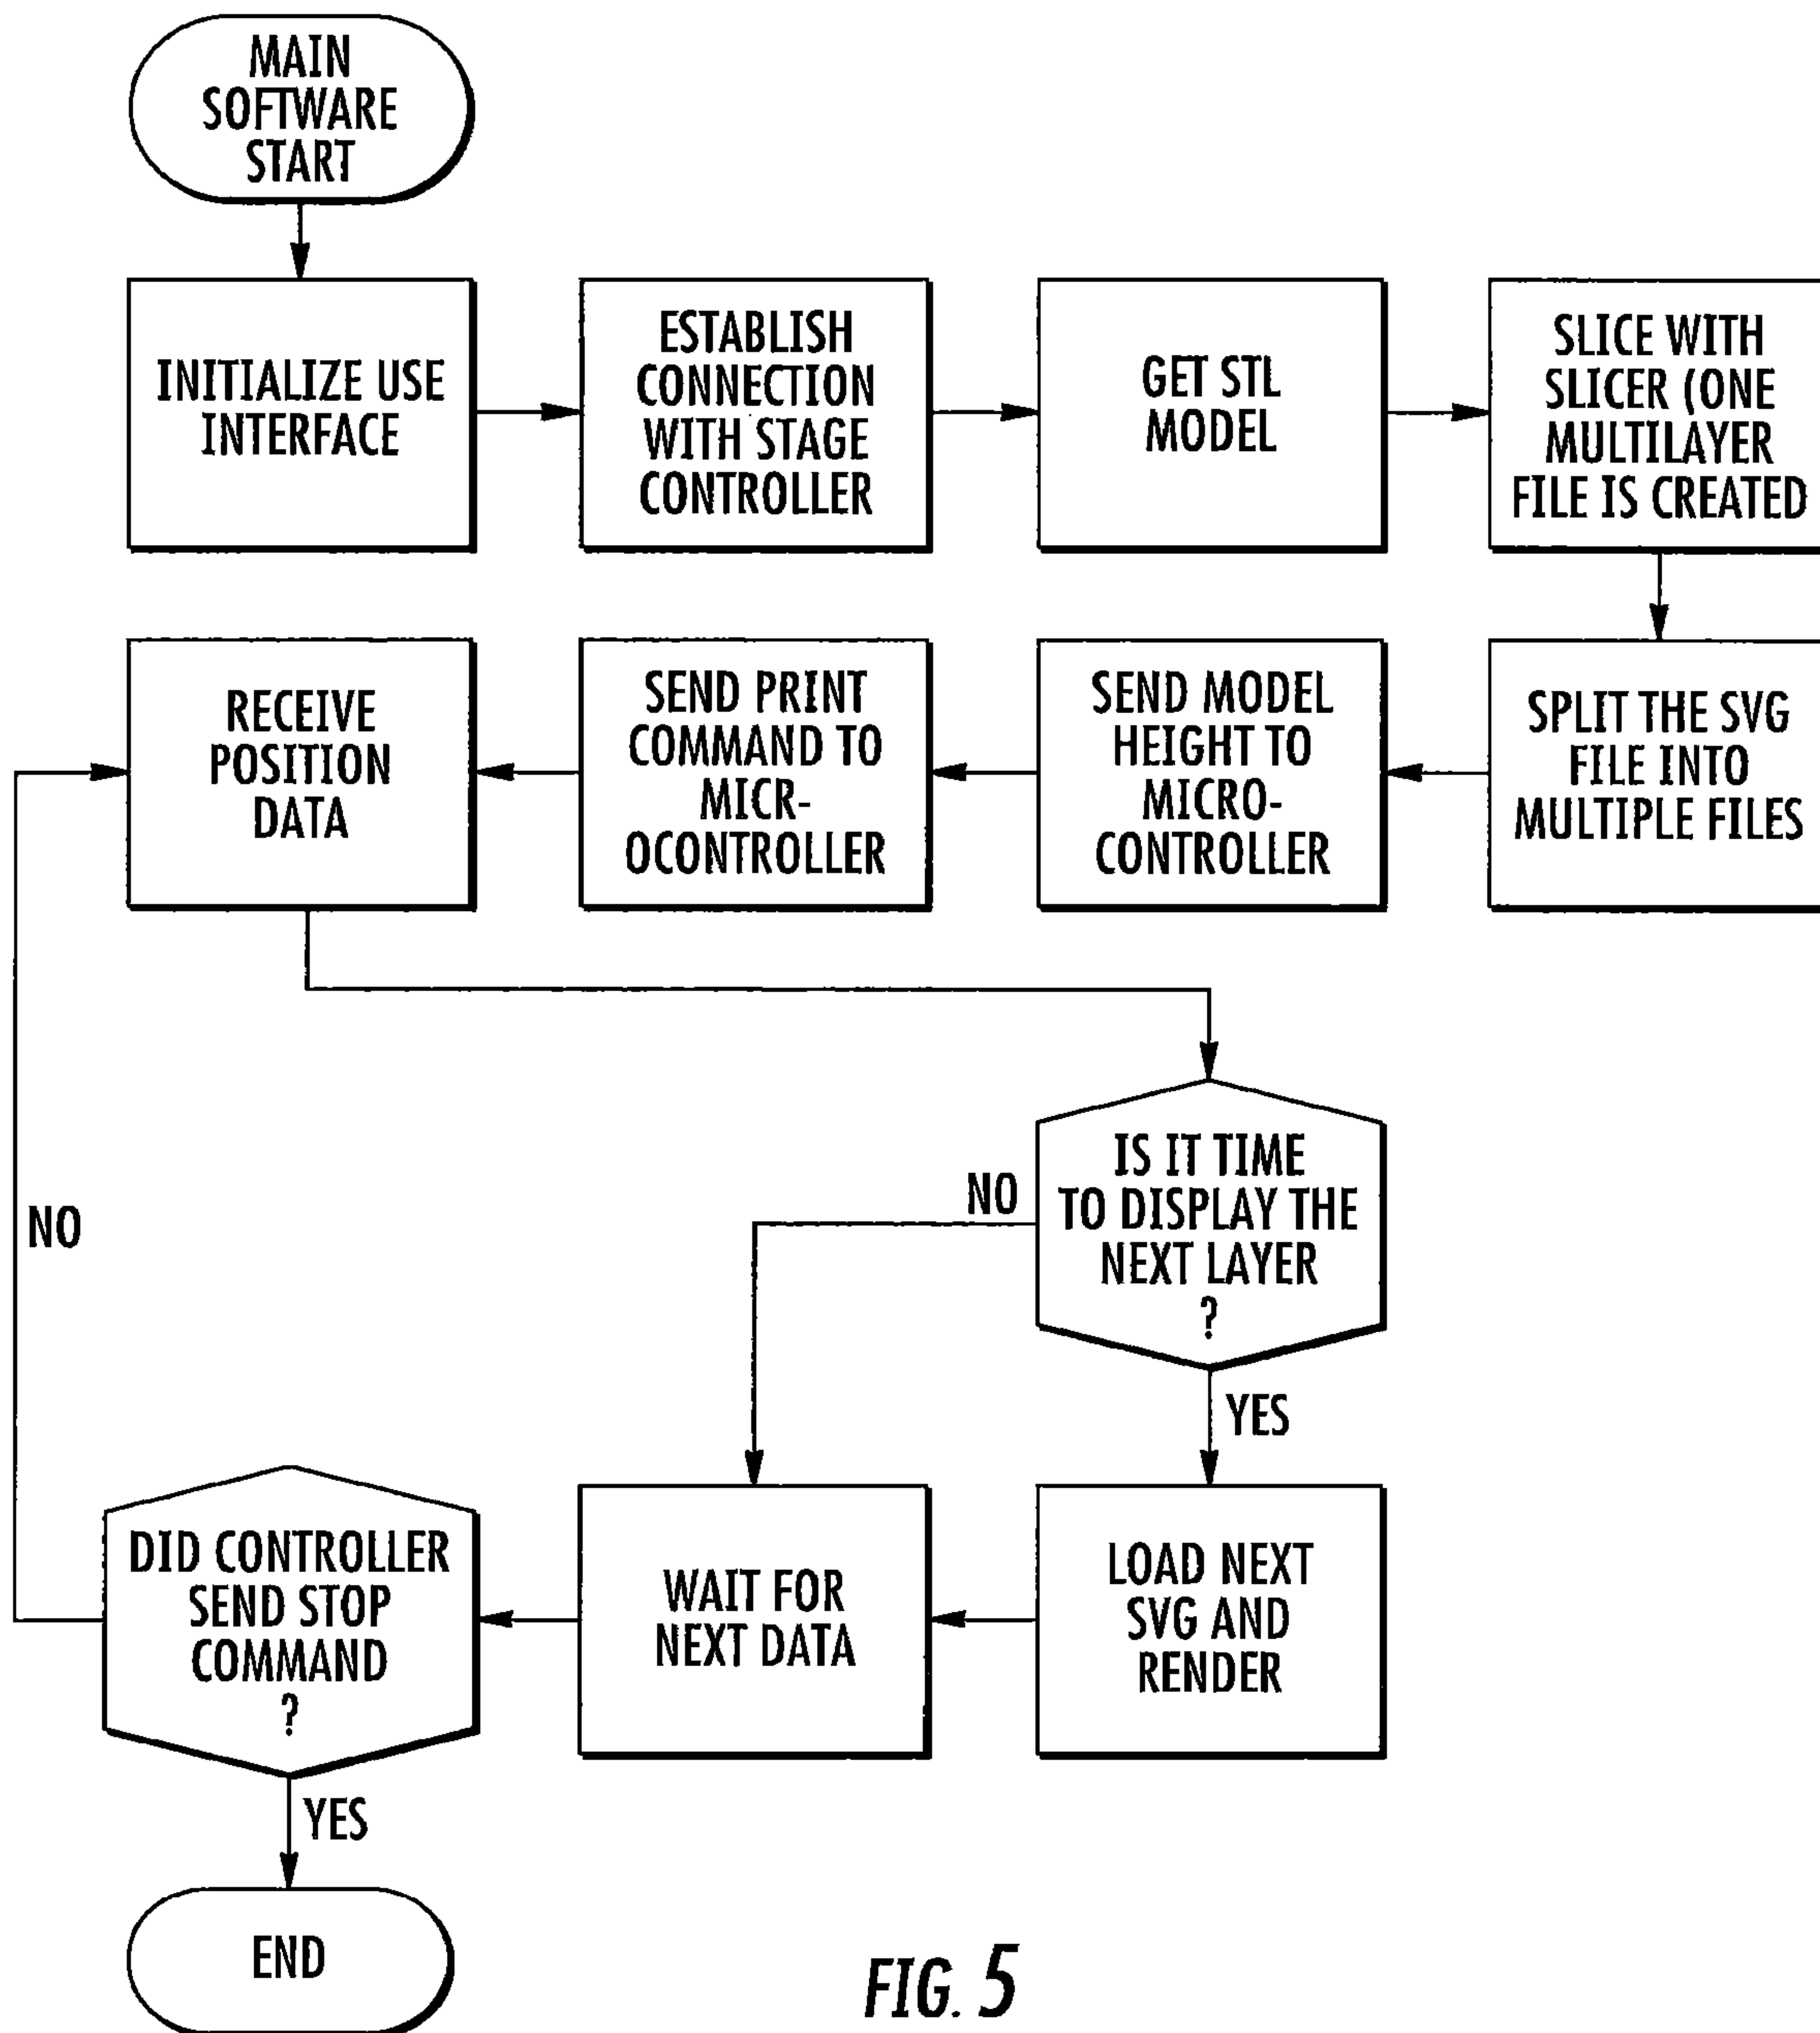 MAIN
SOFTWARE
START
INITIALIZE USE
INTERFACE
ESTABLISH
CONNECTION
WITH STAGE
CONTROLLER
GET STL
MODEL
SLICE WITH
SLICER (ONE
MULTILAYER
FILE IS CREATED
SPLIT THE SVG
FILE INTO
MULTIPLE FILES
SEND MODEL
HEIGHT TO
MICRO-
CONTROLLER
SEND PRINT
COMMAND TO
MICR-
OCONTROLLER
RECEIVE
POSITION
DATA
IS IT TIME
TO DISPLAY THE
NEXT LAYER
?
NO
YES
LOAD NEXT
SVG AND
RENDER
WAIT FOR
NEXT DATA
DID CONTROLLER
SEND STOP
COMMAND
?
NO
YES
END
FIG. 5